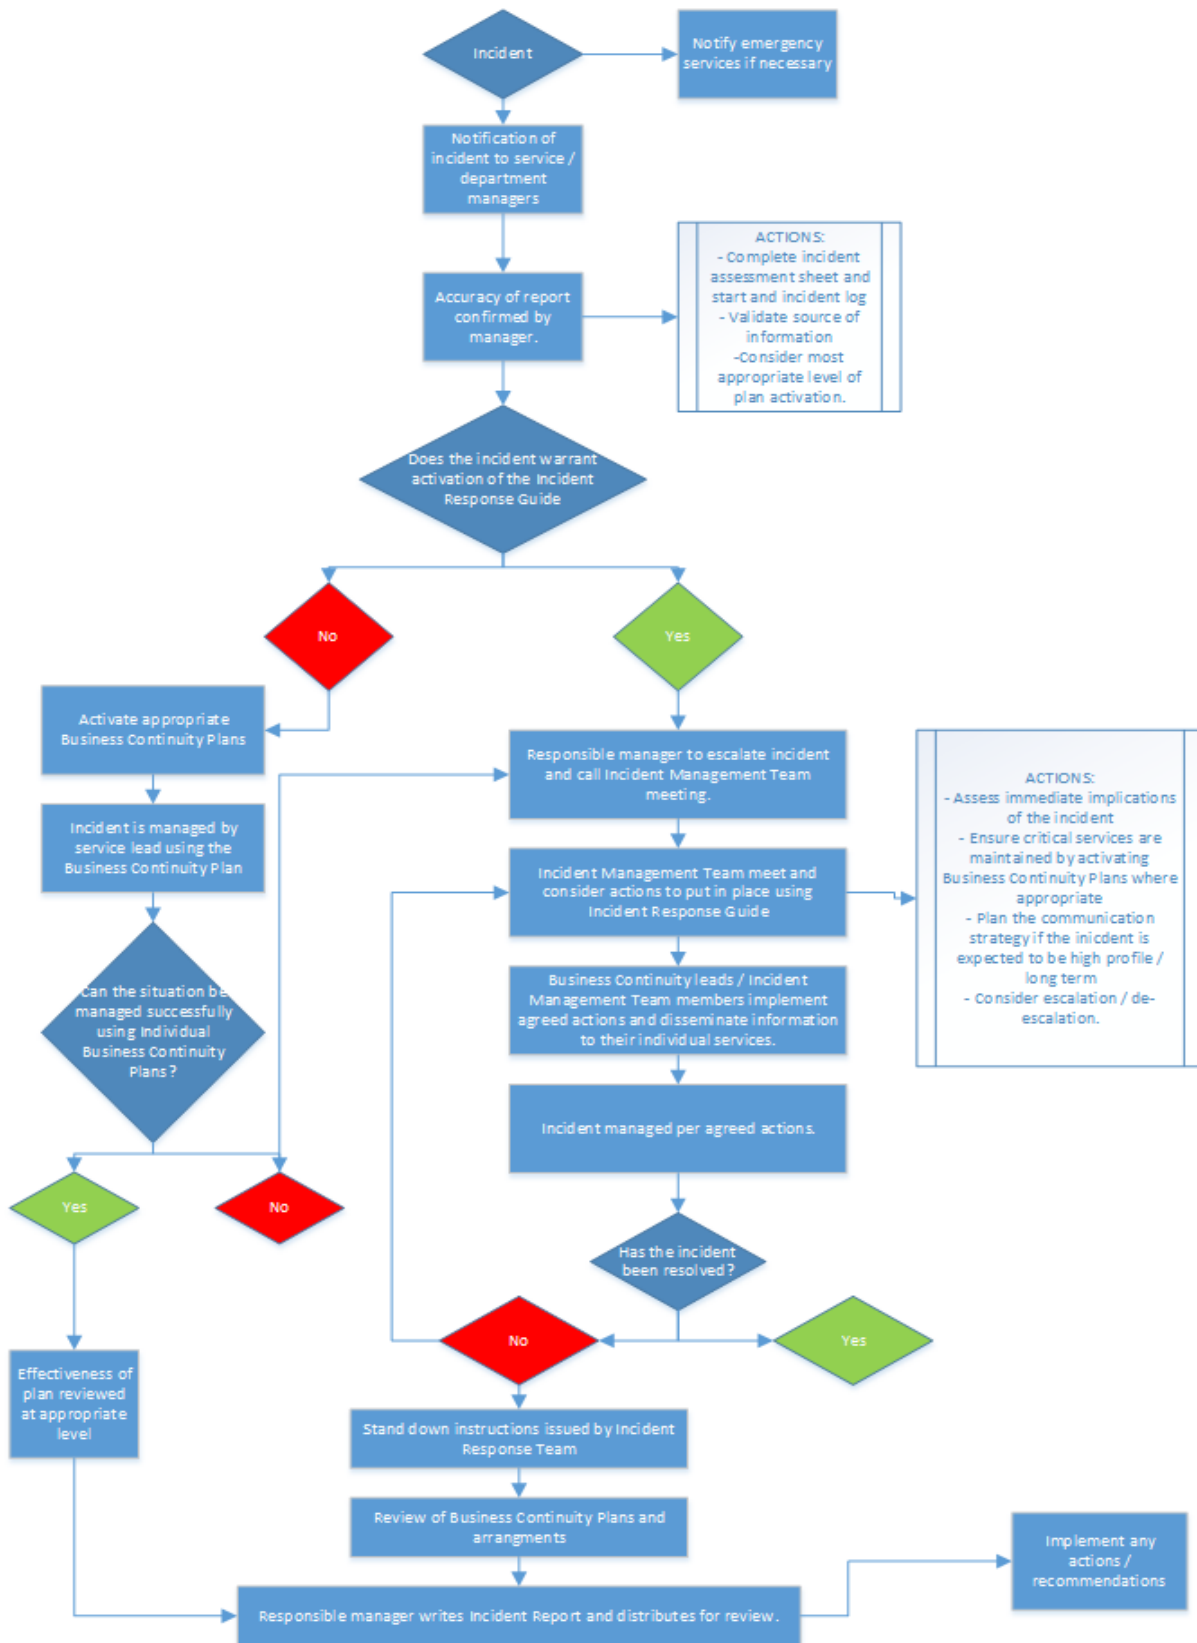 Incident
Notify emergency
services if necessary
Notification of
incident to service /
department
managers
ACTIONS:
- Complete incident
assessment sheet and
start and incident log
- Validate source of
information
-Consider most
appropriate level of
plan activation.
Accuracy of report
confirmed by
manager.
Does the incident warrant
activation of the Incident
Response Guide
No
Yes
Activate appropriate
Business Continuity Plans
Responsible manager to escalate incident
and call Incident Management Team
meeting.
ACTIONS:
- Assess immediate implications
of the incident
- Ensure critical services are
maintained by activating
Business Continuity Plans where
appropriate
- Plan the communication
strategy if the inicdent is
expected to be high profile /
long term
- Consider escalation / de-
escalation.
Incident is managed by
service lead using the
Business Continuity Plan
Incident Management Team meet and
consider actions to put in place using
Incident Response Guide
Can the situation be
managed successfully
using Individual
Business Continuity
Plans?
Business Continuity leads / Incident
Management Team members implement
agreed actions and disseminate information
to their individual services.
Incident managed per agreed actions.
Yes
No
Has the incident
been resolved?
No
Yes
Effectiveness of
plan reviewed
at appropriate
level
Stand down instructions issued by Incident
Response Team
Review of Business Continuity Plans and
arrangments
Implement any
actions /
recommendations
Responsible manager writes Incident Report and distributes for review.